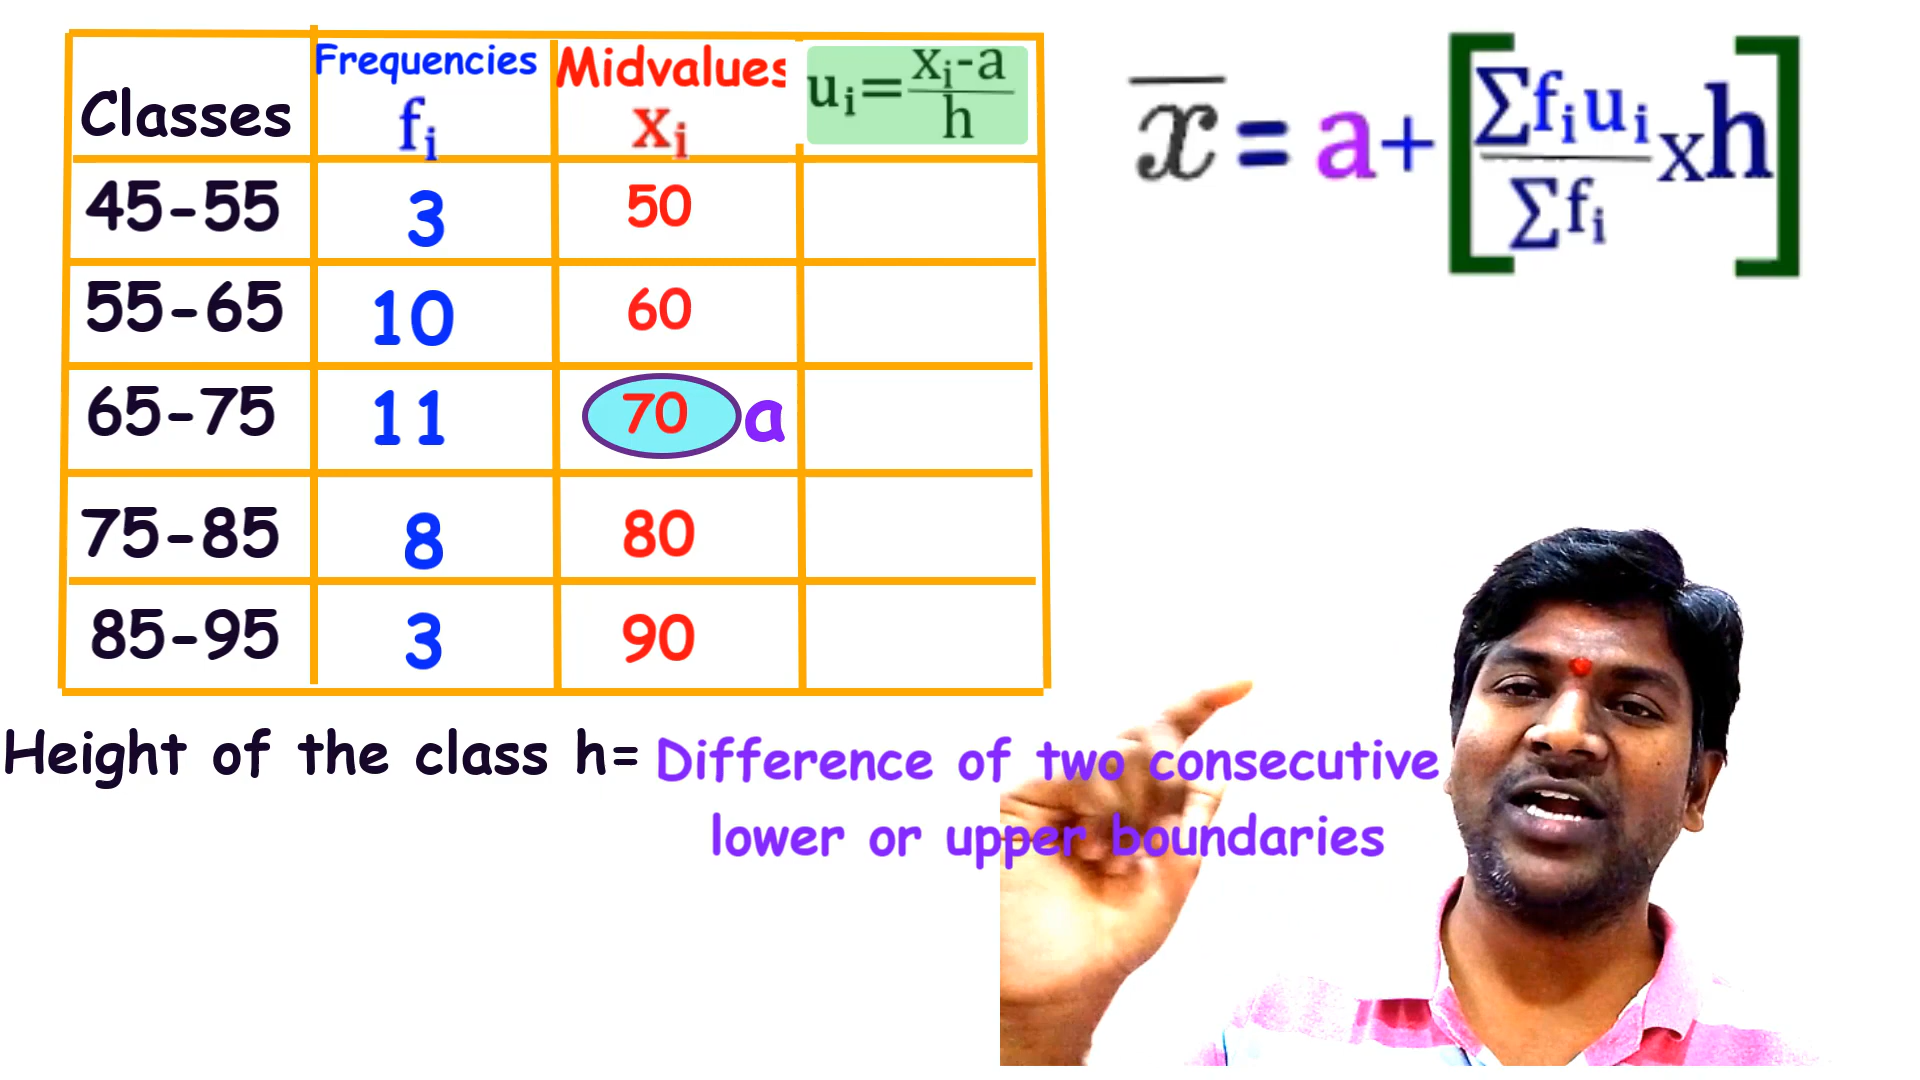 Classes Frequencies fᵢ Midvalues xᵢ uᵢ=(xᵢ-a)/h
45-55 3 50
55-65 10 60
65-75 11 70 a
75-85 8 80
85-95 3 90
x̅ = a+[Σfᵢuᵢ/Σfᵢ x h]
Height of the class h= Difference of two consecutive
lower or upper boundaries